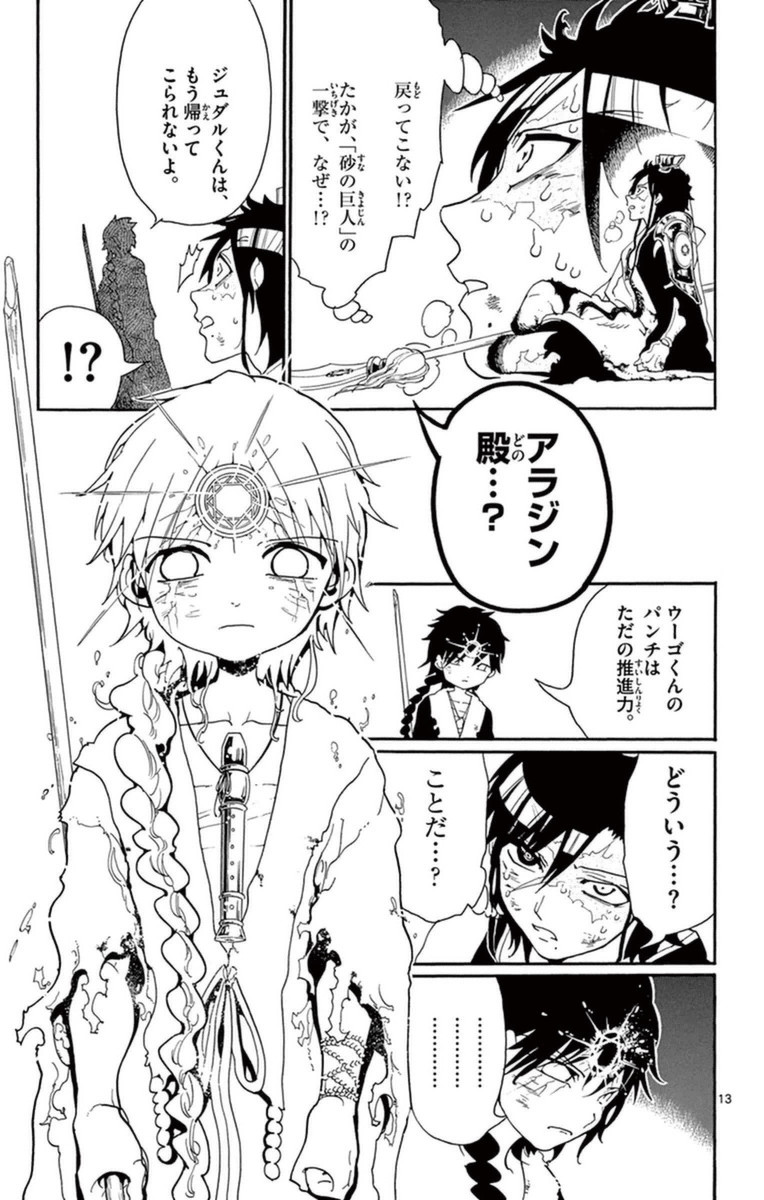 戻ってこない!?
たかが、「砂の巨人」の
一撃で、なぜ…!?
ジュダルくんは、
もう帰って
こられないよ。
!?
アラジン
殿…?
ウーゴくんの
パンチは
ただの推進力。
どういう…?
ことだ…?
………
………
13